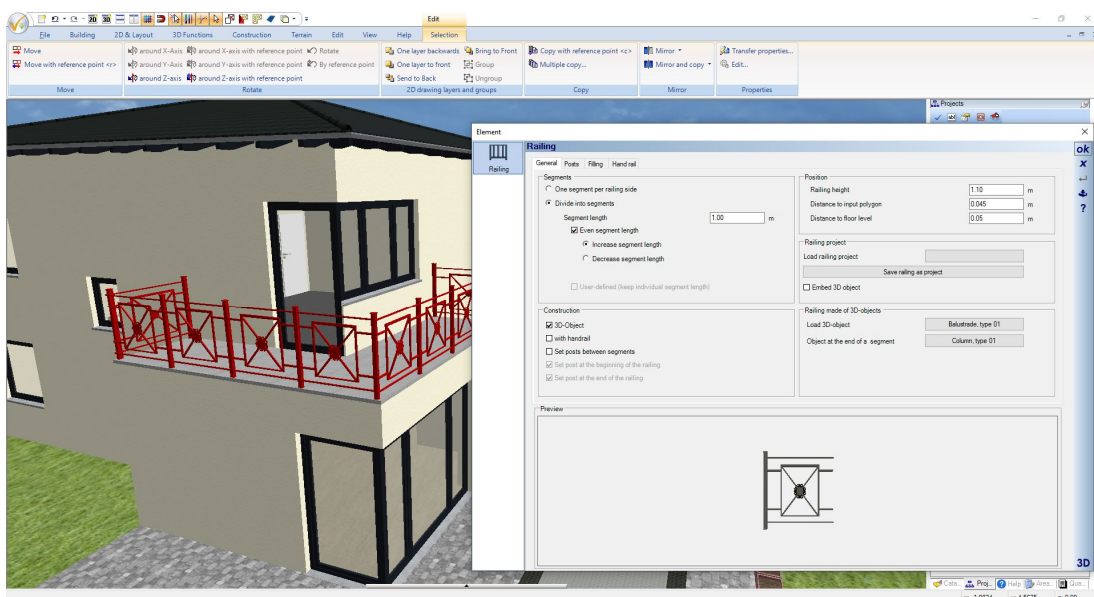 20 3D
Edit
File Building 2D & Layout 3D Functions Construction Terrain Edit View Help Selection
Move
Move with reference point <r>
Move
around X-Axis around X-axis with reference point Rotate
around Y-Axis around Y-axis with reference point By reference point
around Z-axis around Z-axis with reference point
Rotate
One layer backwards Bring to Front
One layer to front Group
Send to Back Ungroup
2D drawing layers and groups
Copy with reference point <c>
Multiple copy...
Copy
Mirror
Mirror and copy
Mirror
Transfer properties...
Edit...
Properties
Projects
Element
Railing
Railing
General Posts Filling Hand rail
Segments
One segment per railing side
Divide into segments
Segment length 1.00 m
Even segment length
Increase segment length
Decrease segment length
User-defined (keep individual segment length)
Construction
3D-Object
with handrail
Set posts between segments
Set post at the beginning of the railing
Set post at the end of the railing
Position
Railing height 1.10 m
Distance to input polygon 0.045 m
Distance to floor level 0.05 m
Railing project
Load railing project
Save railing as project
Embed 3D object
Railing made of 3D-objects
Load 3D-object Balustrade, type 01
Object at the end of a segment Column, type 01
Preview
ok
x
?
3D
Cata... Proj... Help Area... Qua...